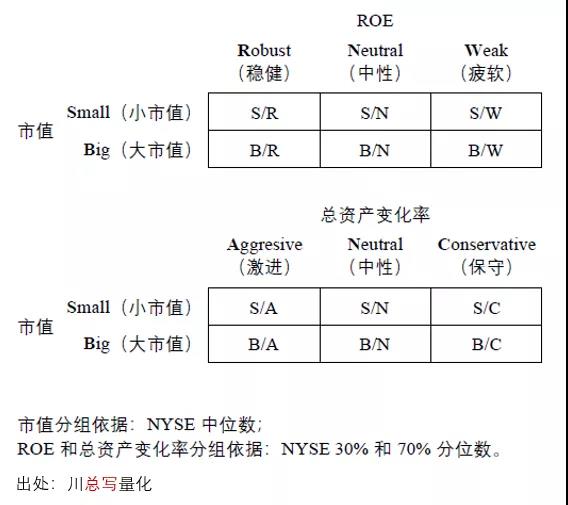 ROE
Robust Neutral Weak
（稳健） （中性） （疲软）
Small（小市值） S/R S/N S/W
市值
Big（大市值） B/R B/N B/W
总资产变化率
Aggresive Neutral Conservative
（激进） （中性） （保守）
Small（小市值） S/A S/N S/C
市值
Big（大市值） B/A B/N B/C
市值分组依据：NYSE 中位数；
ROE 和总资产变化率分组依据：NYSE 30% 和 70% 分位数。
出处：川总写量化